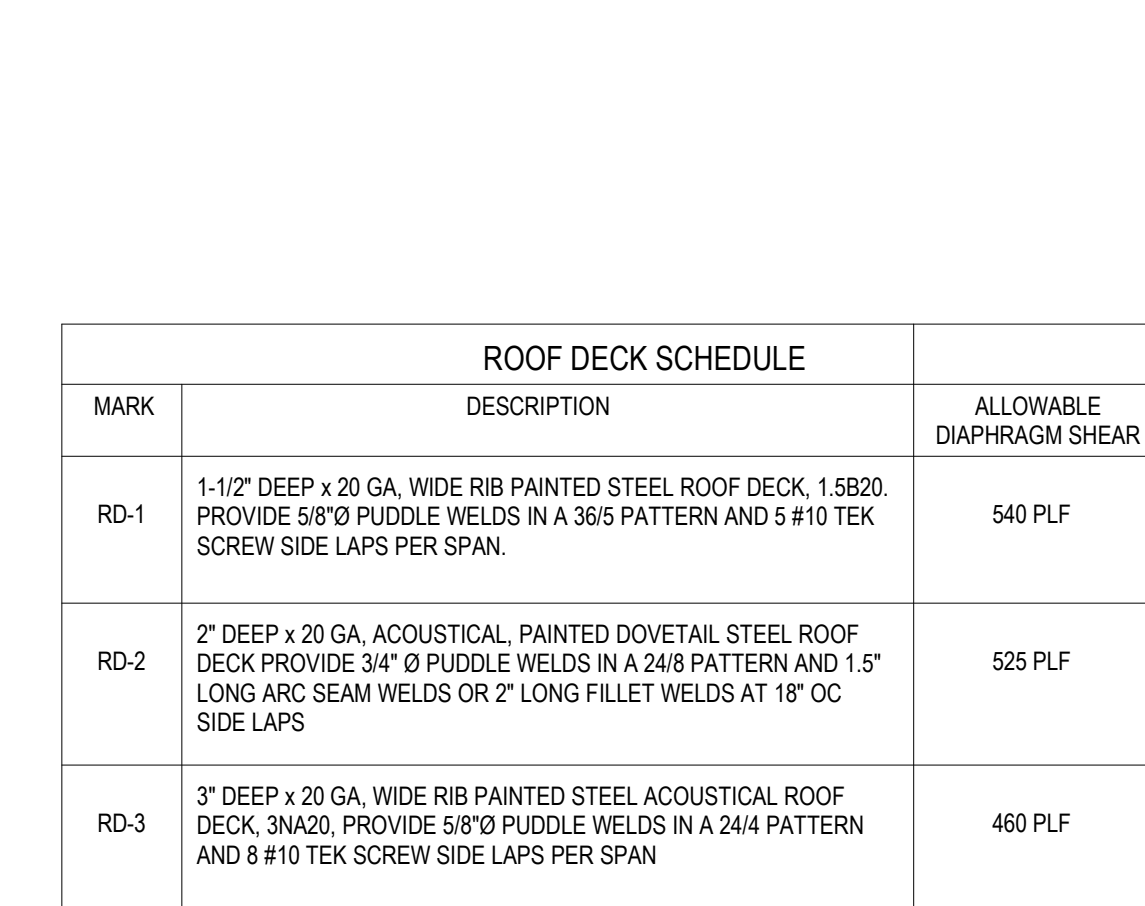 ROOF DECK SCHEDULE
MARK
DESCRIPTION
ALLOWABLE
DIAPHRAGM SHEAR
RD-1
1-1/2" DEEP x 20 GA, WIDE RIB PAINTED STEEL ROOF DECK, 1.5B20.
PROVIDE 5/8"Ø PUDDLE WELDS IN A 36/5 PATTERN AND 5 #10 TEK
SCREW SIDE LAPS PER SPAN.
540 PLF
RD-2
2" DEEP x 20 GA, ACOUSTICAL, PAINTED DOVETAIL STEEL ROOF
DECK PROVIDE 3/4" Ø PUDDLE WELDS IN A 24/8 PATTERN AND 1.5"
LONG ARC SEAM WELDS OR 2" LONG FILLET WELDS AT 18" OC
SIDE LAPS
525 PLF
RD-3
3" DEEP x 20 GA, WIDE RIB PAINTED STEEL ACOUSTICAL ROOF
DECK, 3NA20, PROVIDE 5/8"Ø PUDDLE WELDS IN A 24/4 PATTERN
AND 8 #10 TEK SCREW SIDE LAPS PER SPAN
460 PLF